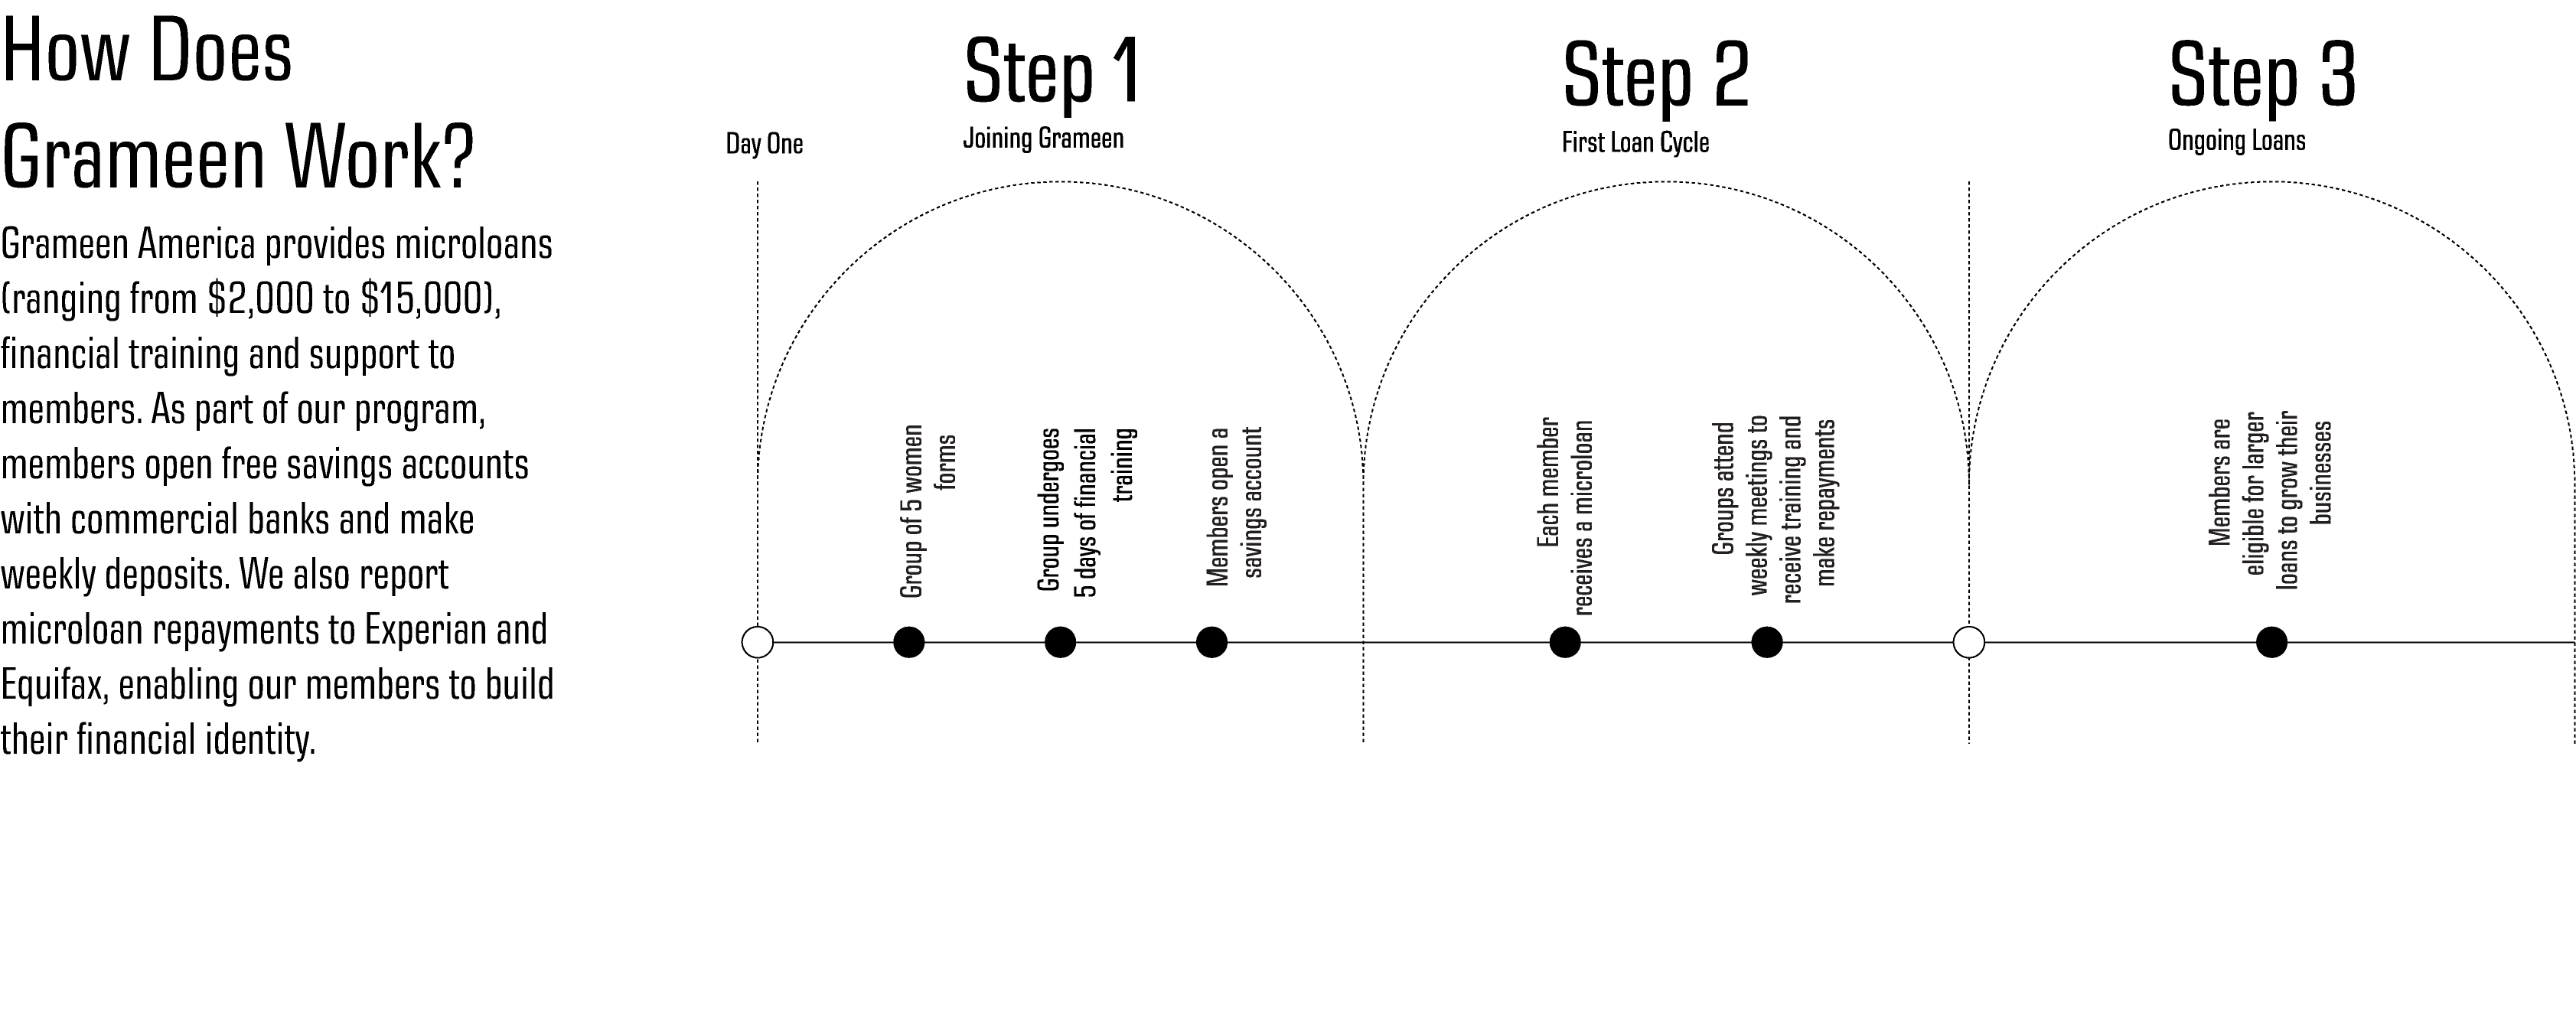 How Does
Grameen Work?
Grameen America provides microloans
(ranging from $2,000 to $15,000),
financial training and support to
members. As part of our program,
members open free savings accounts
with commercial banks and make
weekly deposits. We also report
microloan repayments to Experian and
Equifax, enabling our members to build
their financial identity.
Day One
Step 1
Joining Grameen
Group of 5 women
forms
Group undergoes
5 days of financial
training
Members open a
savings account
Step 2
First Loan Cycle
Each member
receives a microloan
Groups attend
weekly meetings to
receive training and
make repayments
Step 3
Ongoing Loans
Members are
eligible for larger
loans to grow their
businesses